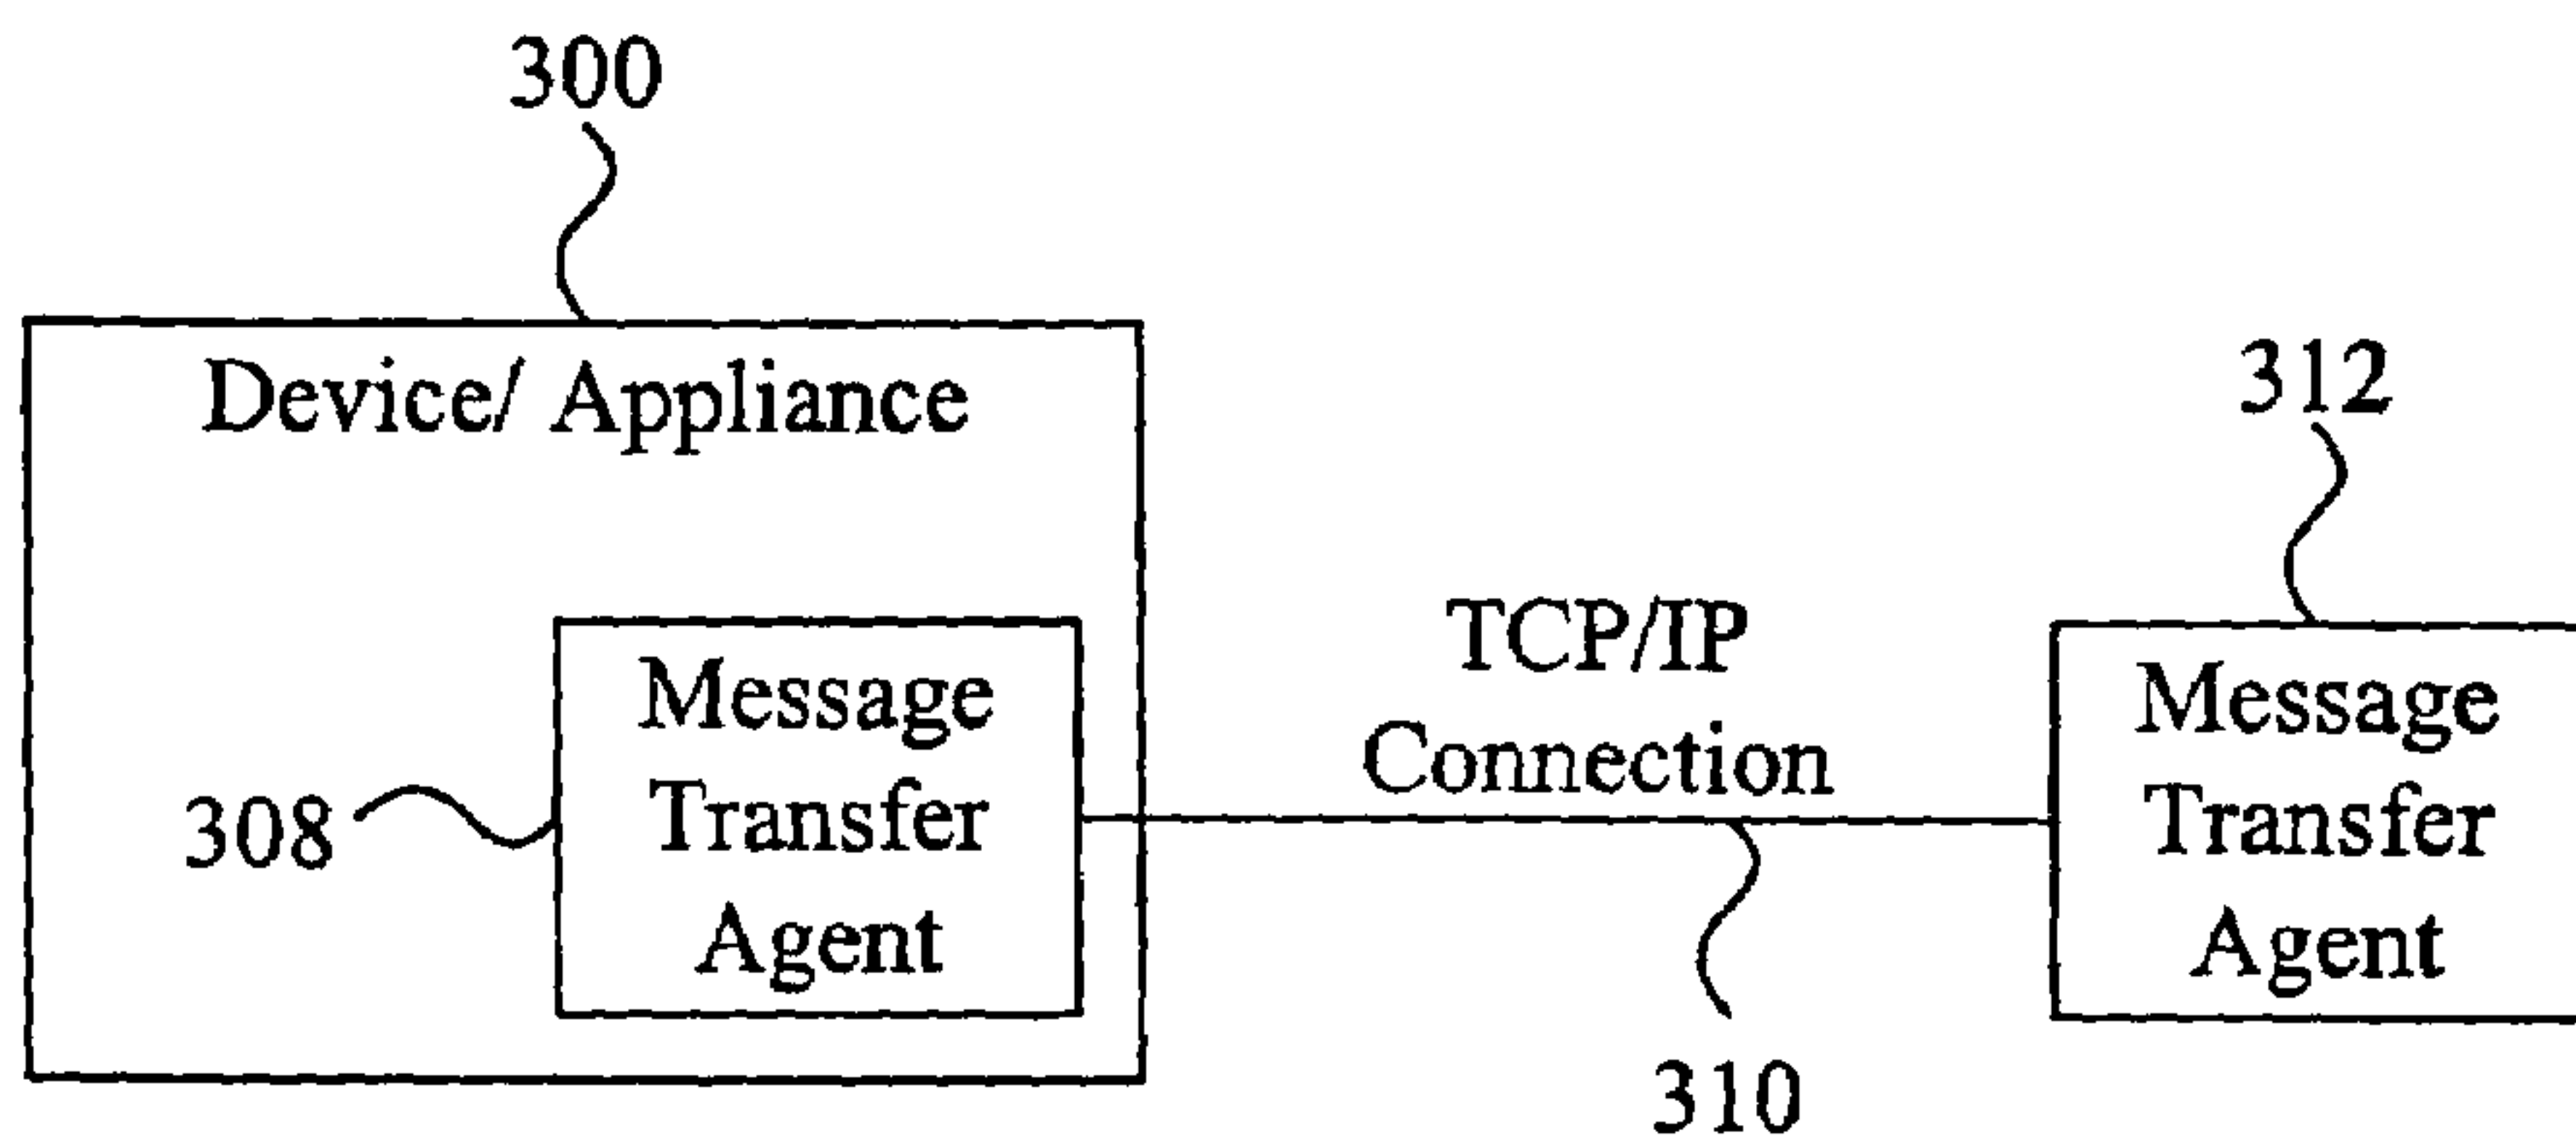 300
Device/ Appliance
312
Message
Transfer
Agent
308
TCP/IP
Connection
310
Message
Transfer
Agent